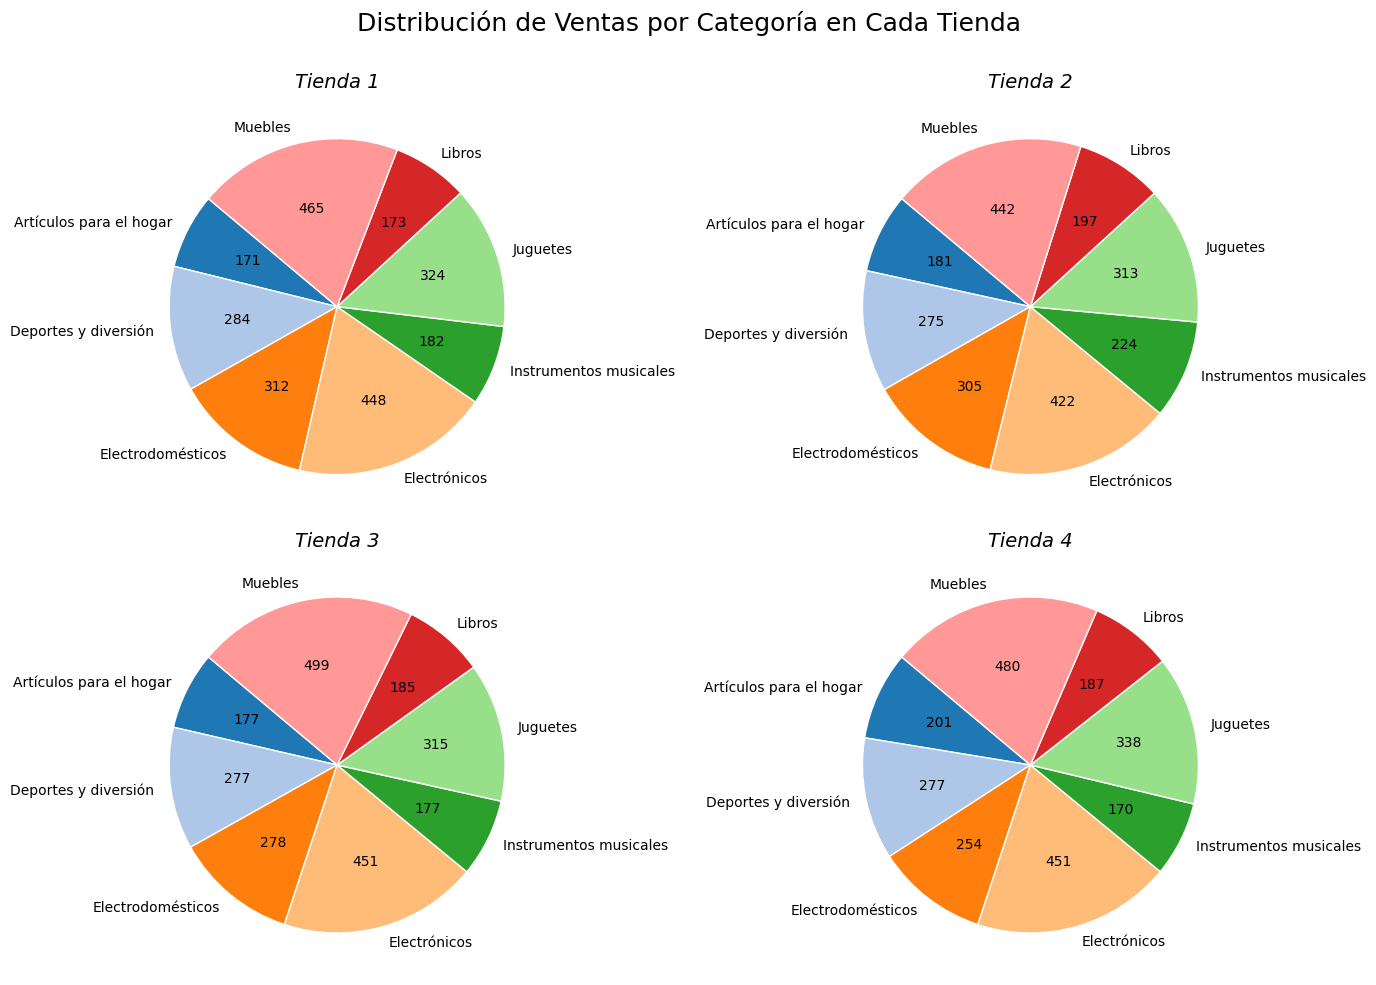 Distribución de Ventas por Categoría en Cada Tienda
Tienda 1
Muebles
Libros
Artículos para el hogar
Juguetes
Deportes y diversión
Instrumentos musicales
Electrodomésticos
Electrónicos
465
173
171
324
284
182
312
448
Tienda 2
Muebles
Libros
Artículos para el hogar
Juguetes
Deportes y diversión
Instrumentos musicales
Electrodomésticos
Electrónicos
442
197
181
313
275
224
305
422
Tienda 3
Muebles
Libros
Artículos para el hogar
Juguetes
Deportes y diversión
Instrumentos musicales
Electrodomésticos
Electrónicos
499
185
177
315
277
177
278
451
Tienda 4
Muebles
Libros
Artículos para el hogar
Juguetes
Deportes y diversión
Instrumentos musicales
Electrodomésticos
Electrónicos
480
187
201
338
277
170
254
451